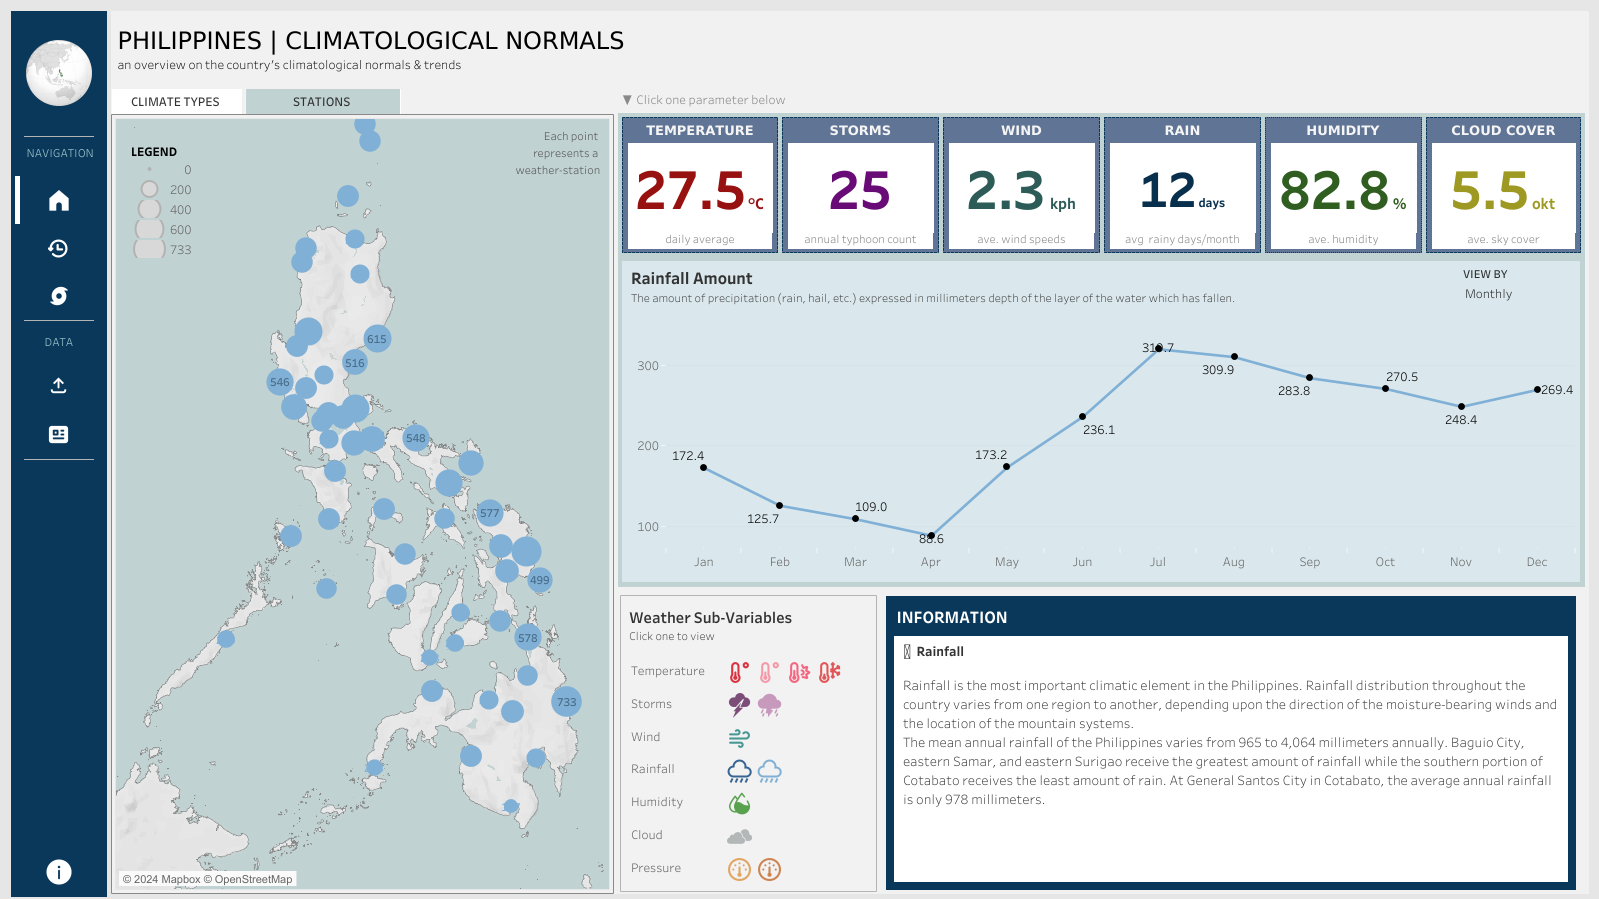 PHILIPPINES | CLIMATOLOGICAL NORMALS
an overview on the country's climatological normals & trends
NAVIGATION
DATA
CLIMATE TYPES
STATIONS
Each point
represents a
weather-station
LEGEND
0
200
400
600
733
615
516
546
548
577
499
578
733
© 2024 Mapbox © OpenStreetMap
▼ Click one parameter below
TEMPERATURE
27.5 °C
daily average
STORMS
25
annual typhoon count
WIND
2.3 kph
ave. wind speeds
RAIN
12 days
avg rainy days/month
HUMIDITY
82.8 %
ave. humidity
CLOUD COVER
5.5 okt
ave. sky cover
Rainfall Amount
The amount of precipitation (rain, hail, etc.) expressed in millimeters depth of the layer of the water which has fallen.
VIEW BY
Monthly
300
200
100
172.4
125.7
109.0
88.6
173.2
236.1
319.7
309.9
283.8
270.5
248.4
269.4
Jan Feb Mar Apr May Jun Jul Aug Sep Oct Nov Dec
Weather Sub-Variables
Click one to view
Temperature
Storms
Wind
Rainfall
Humidity
Cloud
Pressure
INFORMATION
Rainfall
Rainfall is the most important climatic element in the Philippines. Rainfall distribution throughout the
country varies from one region to another, depending upon the direction of the moisture-bearing winds and
the location of the mountain systems.
The mean annual rainfall of the Philippines varies from 965 to 4,064 millimeters annually. Baguio City,
eastern Samar, and eastern Surigao receive the greatest amount of rainfall while the southern portion of
Cotabato receives the least amount of rain. At General Santos City in Cotabato, the average annual rainfall
is only 978 millimeters.